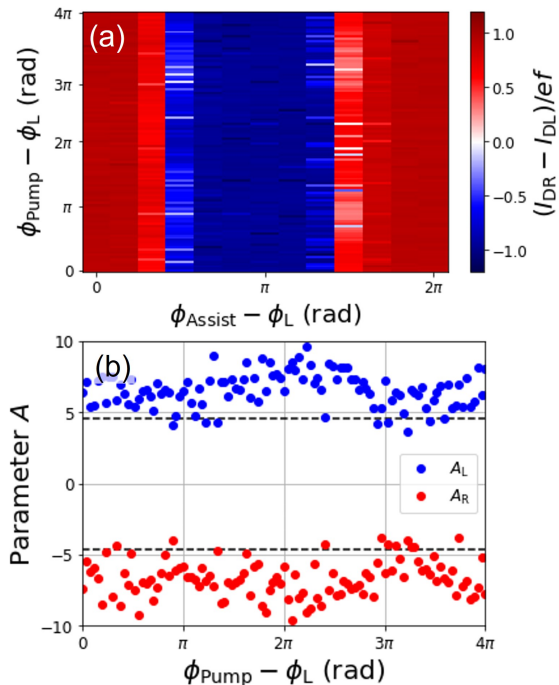 (a)
4π
3π
2π
π
0
ϕPump − ϕL (rad)
0
π
2π
ϕAssist − ϕL (rad)
1.0
0.5
0.0
−0.5
−1.0
(IDR − IDL)/ef
(b)
10
5
0
−5
−10
Parameter A
AL
AR
0
π
2π
3π
4π
ϕPump − ϕL (rad)